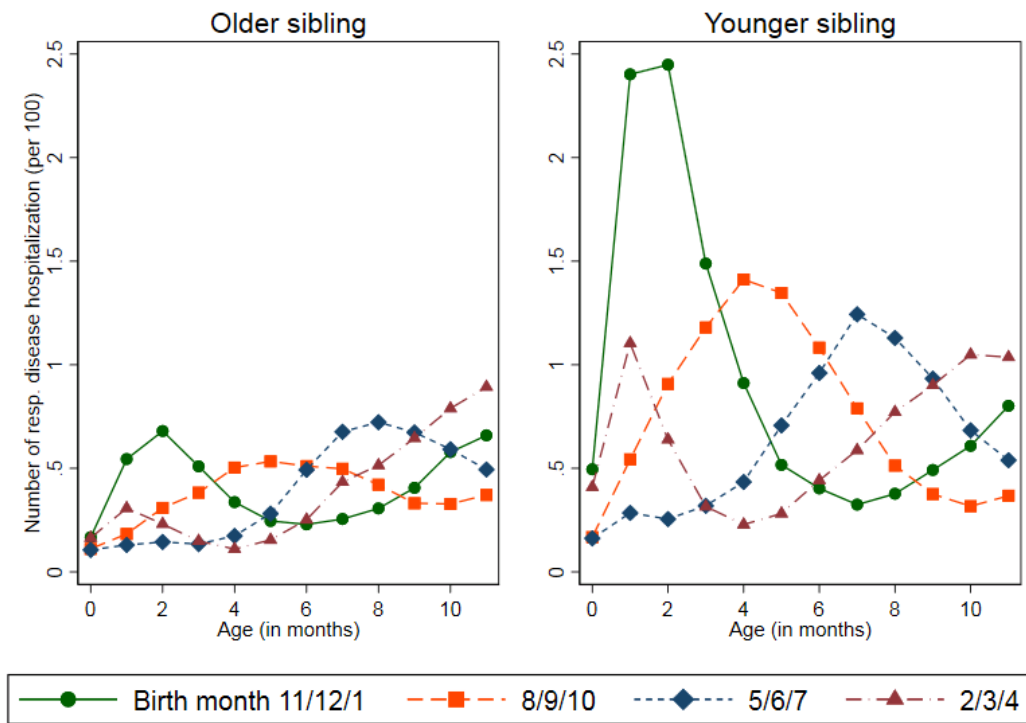 Older sibling
Younger sibling
Number of resp. disease hospitalization (per 100)
2.5
2
1.5
1
.5
0
0 2 4 6 8 10
Age (in months)
2.5
2
1.5
1
.5
0
0 2 4 6 8 10
Age (in months)
Birth month 11/12/1 8/9/10 5/6/7 2/3/4